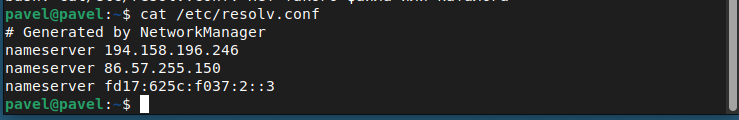 pavel@pavel:~$ cat /etc/resolv.conf
# Generated by NetworkManager
nameserver 194.158.196.246
nameserver 86.57.255.150
nameserver fd17:625c:f037:2::3
pavel@pavel:~$